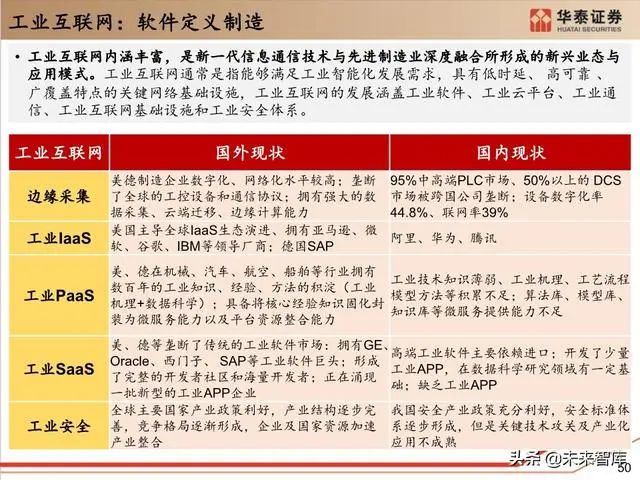 工业互联网：软件定义制造
华泰证券
HUATAI SECURITIES
• 工业互联网内涵丰富，是新一代信息通信技术与先进制造业深度融合所形成的新兴业态与
应用模式。工业互联网通常是指能够满足工业智能化发展需求，具有低时延、高可靠、
广覆盖特点的关键网络基础设施，工业互联网的发展涵盖工业软件、工业云平台、工业通
信、工业互联网基础设施和工业安全体系。
工业互联网
国外现状
国内现状
边缘采集
美德制造企业数字化、网络化水平较高；垄断
了全球的工控设备和通信协议；拥有强大的数
据采集、云端迁移、边缘计算能力
95%中高端PLC市场、50%以上的 DCS
市场被跨国公司垄断；设备数字化率
44.8%、联网率39%
工业IaaS
美国主导全球IaaS生态演进、拥有亚马逊、微
软、谷歌、IBM等领导厂商；德国SAP
阿里、华为、腾讯
工业PaaS
美、德在机械、汽车、航空、船舶等行业拥有
数百年的工业知识、经验、方法的积淀（工业
机理+数据科学）；具备将核心经验知识固化封
装为微服务能力以及平台资源整合能力
工业技术知识薄弱、工业机理、工艺流程
模型方法等积累不足；算法库、模型库、
知识库等微服务提供能力不足
工业SaaS
美、德等垄断了传统的工业软件市场：拥有GE、
Oracle、西门子、SAP等工业软件巨头；形成
了完整的开发者社区和海量开发者；正在涌现
一批新型的工业APP企业
高端工业软件主要依赖进口；开发了少量
工业APP，在数据科学研究领域有一定基
础；缺乏工业APP
工业安全
全球主要国家产业政策利好，产业结构逐步完
善，竞争格局逐渐形成，企业及国家资源加速
产业整合
我国安全产业政策充分利好，安全标准体
系逐步形成，但是关键技术攻关及产业化
应用不成熟
头条 @未来智库
50